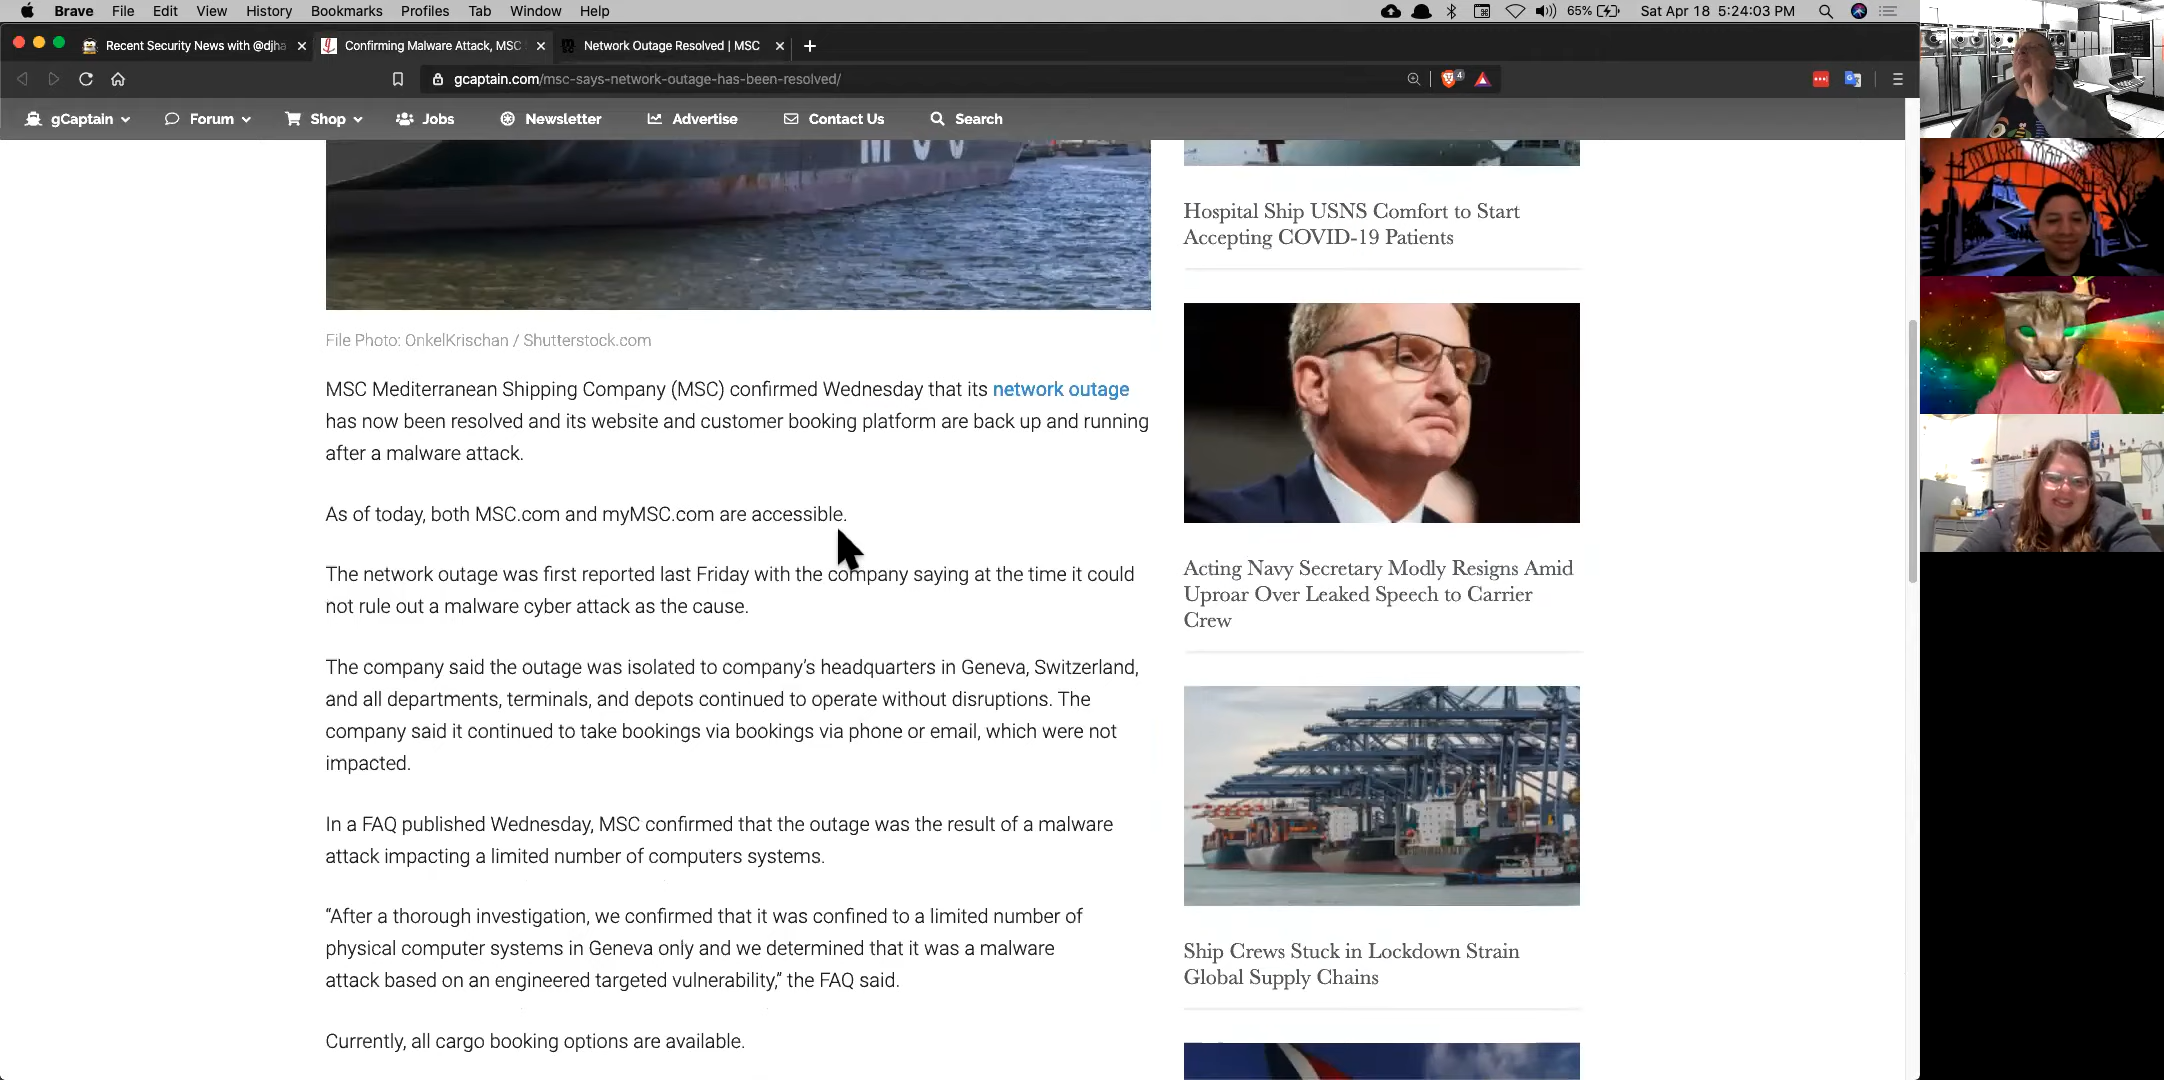 Brave File Edit View History Bookmarks Profiles Tab Window Help 65% Sat Apr 18 5:24:03 PM
Recent Security News with @djha Confirming Malware Attack, MSC Network Outage Resolved | MSC
gcaptain.com/msc-says-network-outage-has-been-resolved/ 4
gCaptain Forum Shop Jobs Newsletter Advertise Contact Us Search
File Photo: OnkelKrischan / Shutterstock.com
MSC Mediterranean Shipping Company (MSC) confirmed Wednesday that its network outage
has now been resolved and its website and customer booking platform are back up and running
after a malware attack.
As of today, both MSC.com and myMSC.com are accessible.
The network outage was first reported last Friday with the company saying at the time it could
not rule out a malware cyber attack as the cause.
The company said the outage was isolated to company's headquarters in Geneva, Switzerland,
and all departments, terminals, and depots continued to operate without disruptions. The
company said it continued to take bookings via bookings via phone or email, which were not
impacted.
In a FAQ published Wednesday, MSC confirmed that the outage was the result of a malware
attack impacting a limited number of computers systems.
“After a thorough investigation, we confirmed that it was confined to a limited number of
physical computer systems in Geneva only and we determined that it was a malware
attack based on an engineered targeted vulnerability,” the FAQ said.
Currently, all cargo booking options are available.
Hospital Ship USNS Comfort to Start
Accepting COVID-19 Patients
Acting Navy Secretary Modly Resigns Amid
Uproar Over Leaked Speech to Carrier
Crew
Ship Crews Stuck in Lockdown Strain
Global Supply Chains